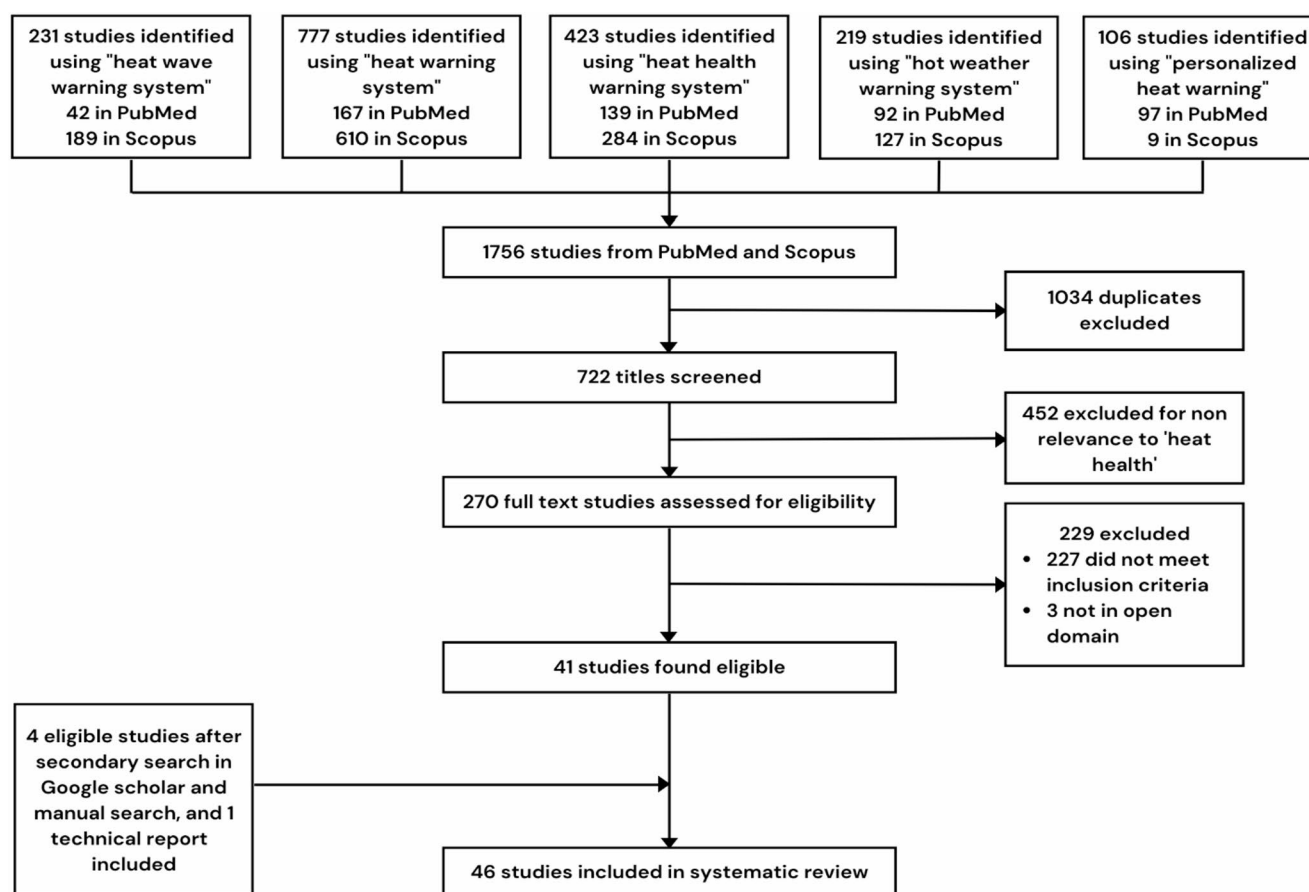 231 studies identified
using "heat wave
warning system"
42 in PubMed
189 in Scopus
777 studies identified
using "heat warning
system"
167 in PubMed
610 in Scopus
423 studies identified
using "heat health
warning system"
139 in PubMed
284 in Scopus
219 studies identified
using "hot weather
warning system"
92 in PubMed
127 in Scopus
106 studies identified
using "personalized
heat warning"
97 in PubMed
9 in Scopus
1756 studies from PubMed and Scopus
1034 duplicates
excluded
722 titles screened
452 excluded for non
relevance to 'heat
health'
270 full text studies assessed for eligibility
229 excluded
• 227 did not meet
inclusion criteria
• 3 not in open
domain
41 studies found eligible
4 eligible studies after
secondary search in
Google scholar and
manual search, and 1
technical report
included
46 studies included in systematic review